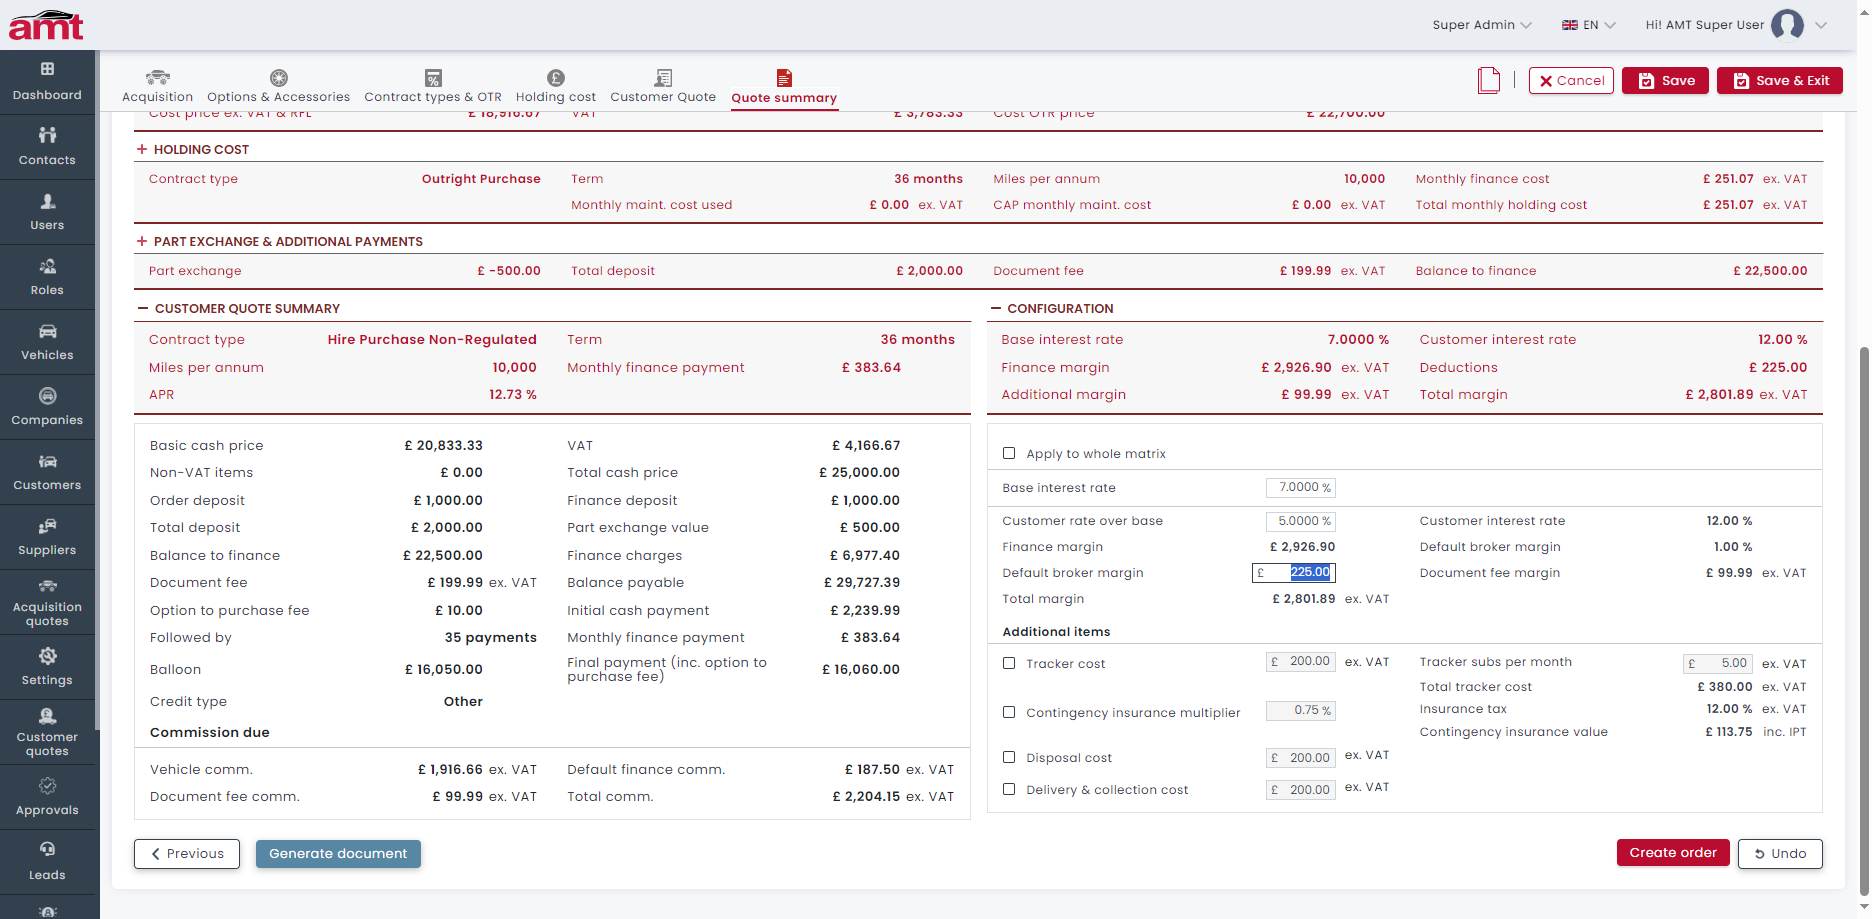 amt
Super Admin EN Hi! AMT Super User
Dashboard
Contacts
Users
Roles
Vehicles
Companies
Customers
Suppliers
Acquisition
quotes
Settings
Customer
quotes
Approvals
Leads
Acquisition Options & Accessories Contract types & OTR Holding cost Customer Quote Quote summary
Cancel Save Save & Exit
Cost price ex. VAT & RFL £ 18,916.67 VAT £ 3,783.33 Cost OTR price £ 22,700.00
+ HOLDING COST
Contract type Outright Purchase Term 36 months Miles per annum 10,000 Monthly finance cost £ 251.07 ex. VAT
Monthly maint. cost used £ 0.00 ex. VAT CAP monthly maint. cost £ 0.00 ex. VAT Total monthly holding cost £ 251.07 ex. VAT
+ PART EXCHANGE & ADDITIONAL PAYMENTS
Part exchange £ -500.00 Total deposit £ 2,000.00 Document fee £ 199.99 ex. VAT Balance to finance £ 22,500.00
− CUSTOMER QUOTE SUMMARY
Contract type Hire Purchase Non-Regulated Term 36 months
Miles per annum 10,000 Monthly finance payment £ 383.64
APR 12.73 %
Basic cash price £ 20,833.33 VAT £ 4,166.67
Non-VAT items £ 0.00 Total cash price £ 25,000.00
Order deposit £ 1,000.00 Finance deposit £ 1,000.00
Total deposit £ 2,000.00 Part exchange value £ 500.00
Balance to finance £ 22,500.00 Finance charges £ 6,977.40
Document fee £ 199.99 ex. VAT Balance payable £ 29,727.39
Option to purchase fee £ 10.00 Initial cash payment £ 2,239.99
Followed by 35 payments Monthly finance payment £ 383.64
Balloon £ 16,050.00 Final payment (inc. option to
purchase fee) £ 16,060.00
Credit type Other
Commission due
Vehicle comm. £ 1,916.66 ex. VAT Default finance comm. £ 187.50 ex. VAT
Document fee comm. £ 99.99 ex. VAT Total comm. £ 2,204.15 ex. VAT
− CONFIGURATION
Base interest rate 7.0000 % Customer interest rate 12.00 %
Finance margin £ 2,926.90 ex. VAT Deductions £ 225.00
Additional margin £ 99.99 ex. VAT Total margin £ 2,801.89 ex. VAT
Apply to whole matrix
Base interest rate 7.0000 %
Customer rate over base 5.0000 % Customer interest rate 12.00 %
Finance margin £ 2,926.90 Default broker margin 1.00 %
Default broker margin £ 225.00 Document fee margin £ 99.99 ex. VAT
Total margin £ 2,801.89 ex. VAT
Additional items
Tracker cost £ 200.00 ex. VAT Tracker subs per month £ 5.00 ex. VAT
Total tracker cost £ 380.00 ex. VAT
Contingency insurance multiplier 0.75 % Insurance tax 12.00 % ex. VAT
Contingency insurance value £ 113.75 inc. IPT
Disposal cost £ 200.00 ex. VAT
Delivery & collection cost £ 200.00 ex. VAT
Previous Generate document Create order Undo